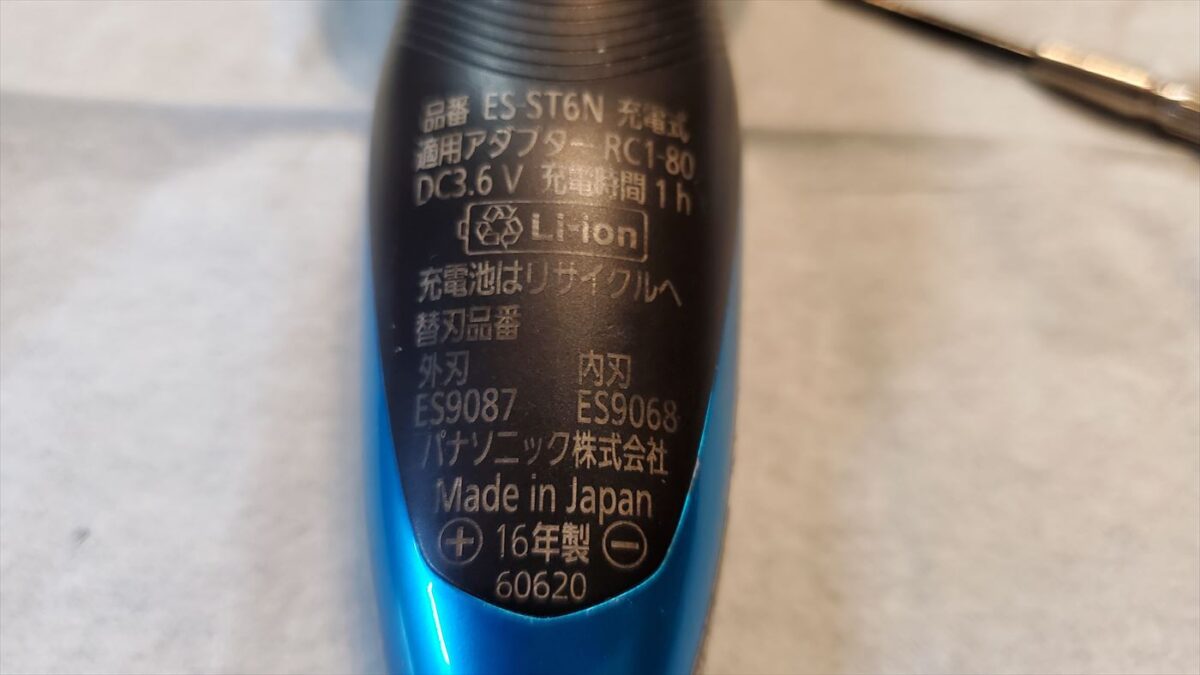 品番 ES-ST6N 充電式
適用アダプター RC1-80
DC3.6 V 充電時間 1 h
Li-ion
充電池はリサイクルへ
替刃品番
外刃 内刃
ES9087 ES9068
パナソニック株式会社
Made in Japan
⊕ 16年製 ⊖
60620